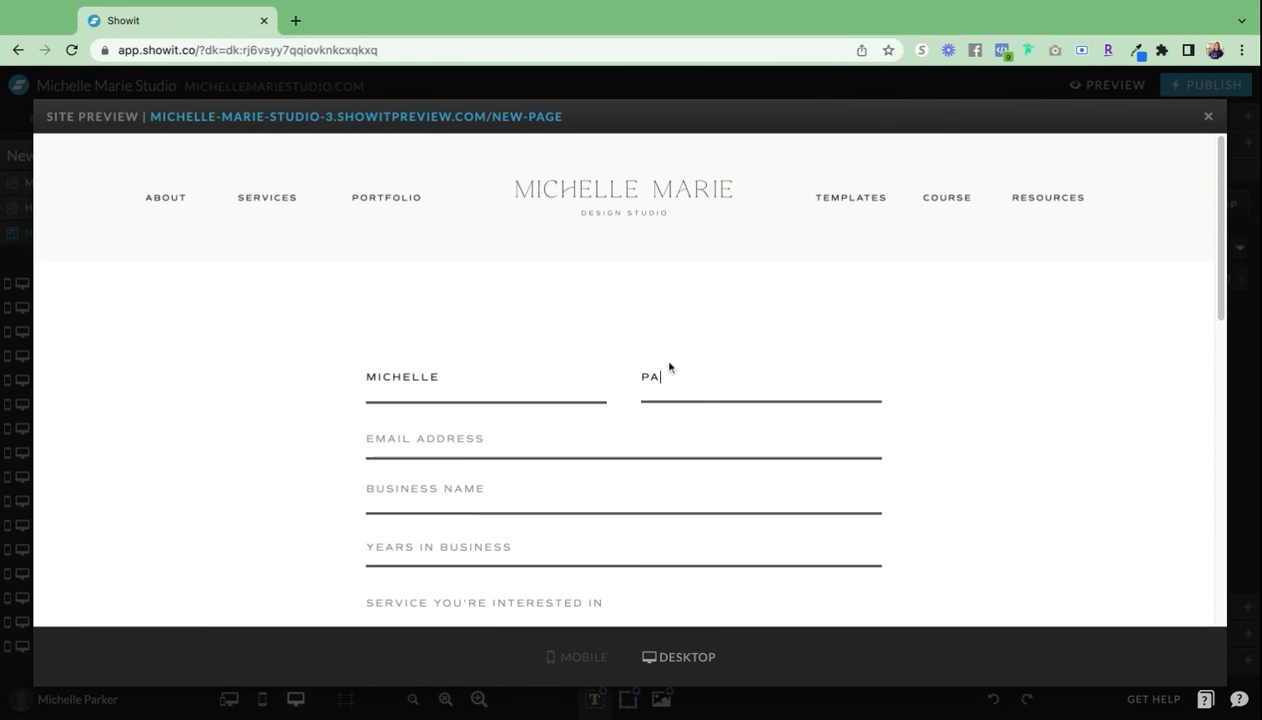 Showit
app.showit.co/?dk=dk:rj6vsyy7qqiovknkcxqkxq
Michelle Marie Studio MICHELLEMARIESTUDIO.COM
PREVIEW
PUBLISH
SITE PREVIEW | MICHELLE-MARIE-STUDIO-3.SHOWITPREVIEW.COM/NEW-PAGE
New
ABOUT SERVICES PORTFOLIO
MICHELLE MARIE
DESIGN STUDIO
TEMPLATES COURSE RESOURCES
MICHELLE
PA
EMAIL ADDRESS
BUSINESS NAME
YEARS IN BUSINESS
SERVICE YOU'RE INTERESTED IN
MOBILE
DESKTOP
Michelle Parker
GET HELP